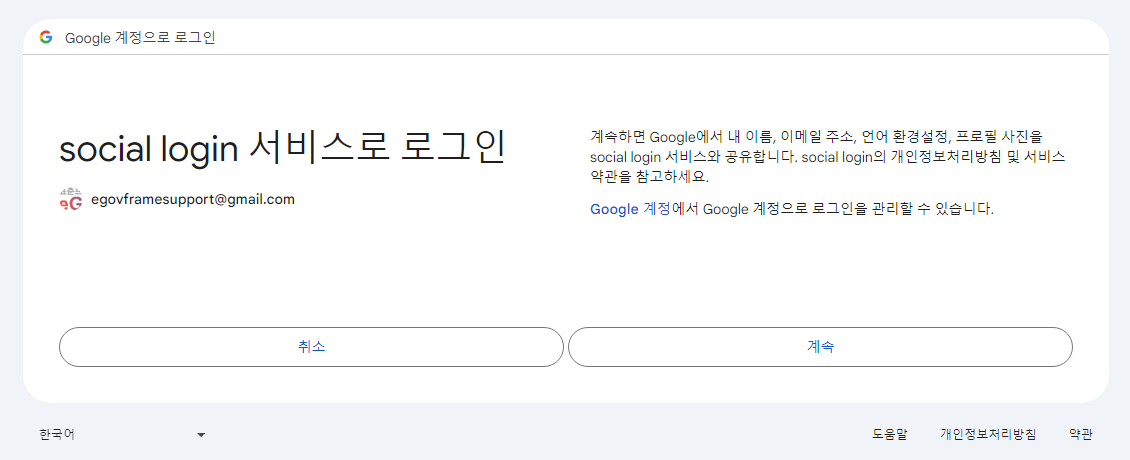 Google 계정으로 로그인
social login 서비스로 로그인
egovframesupport@gmail.com
계속하면 Google에서 내 이름, 이메일 주소, 언어 환경설정, 프로필 사진을
social login 서비스와 공유합니다. social login의 개인정보처리방침 및 서비스
약관을 참고하세요.
Google 계정에서 Google 계정으로 로그인을 관리할 수 있습니다.
취소
계속
한국어
도움말
개인정보처리방침
약관